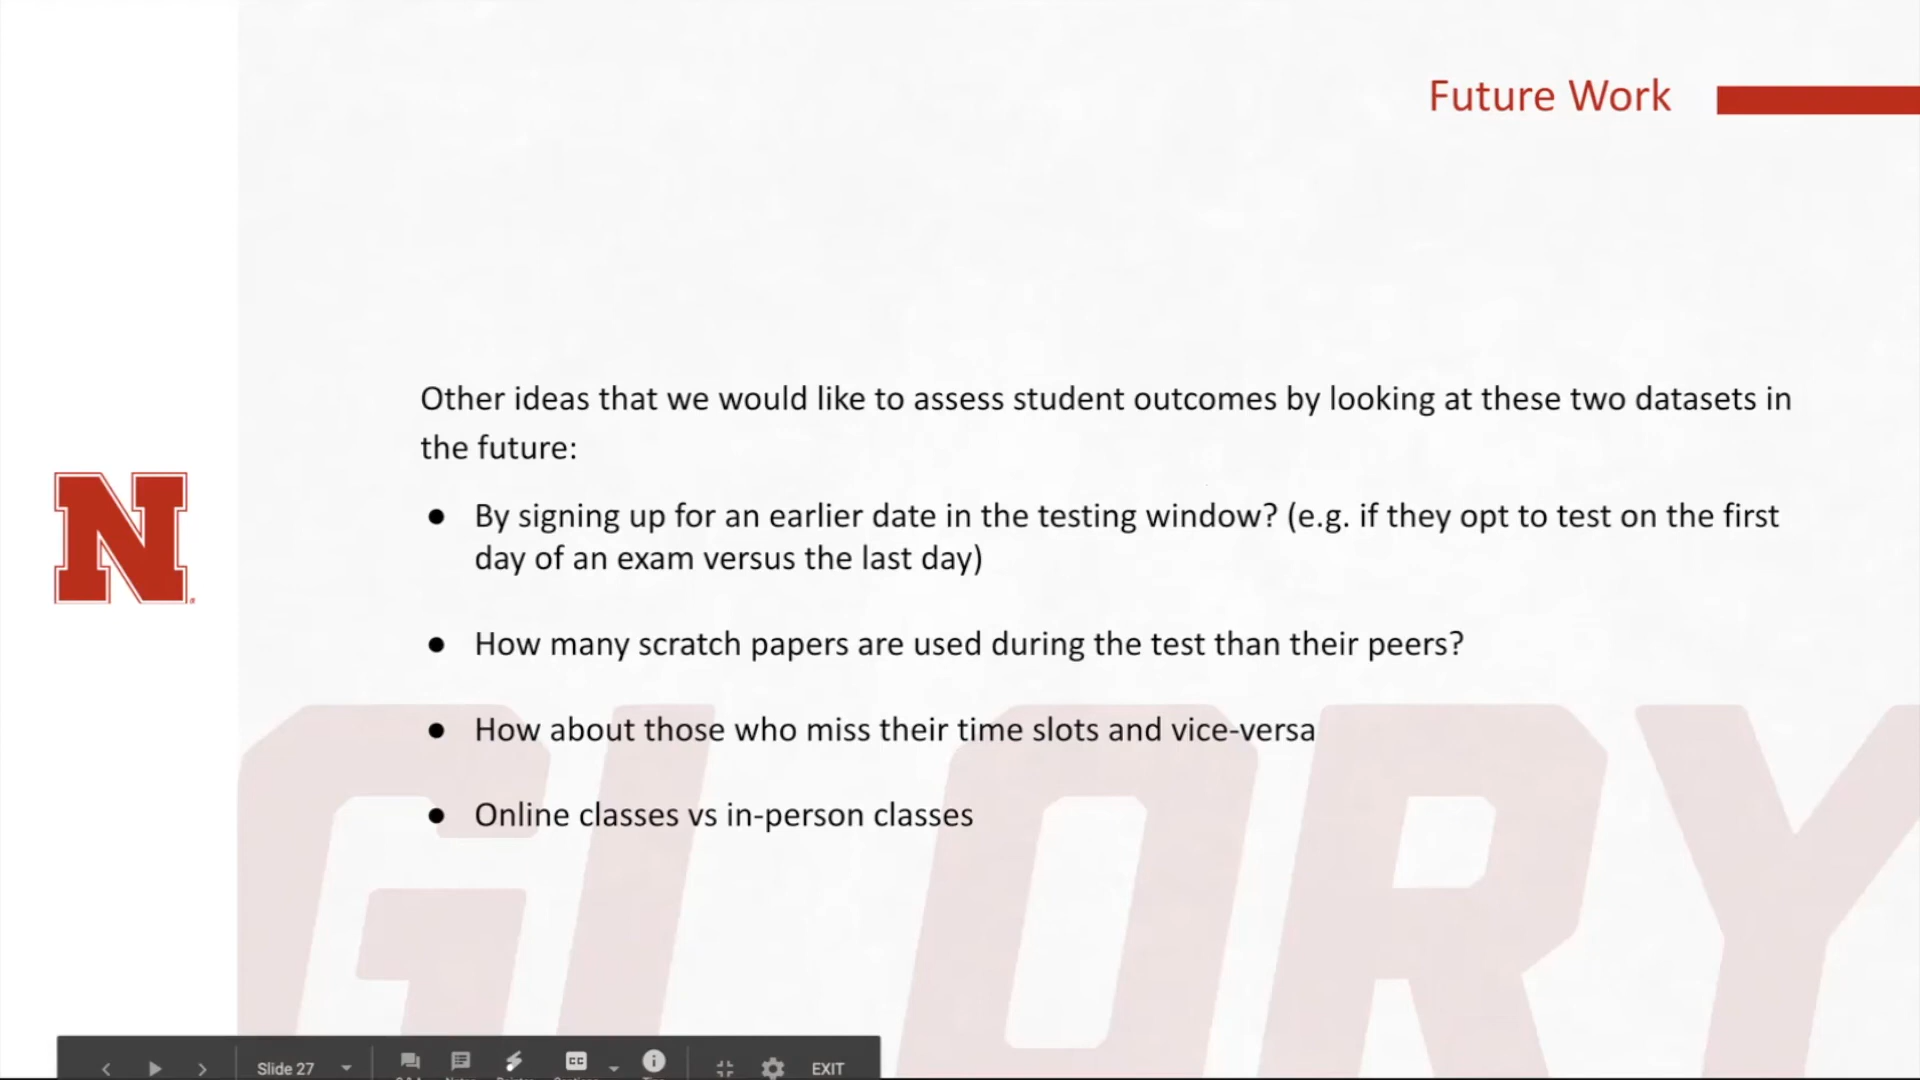 Future Work
Other ideas that we would like to assess student outcomes by looking at these two datasets in
the future:
● By signing up for an earlier date in the testing window? (e.g. if they opt to test on the first
day of an exam versus the last day)
● How many scratch papers are used during the test than their peers?
● How about those who miss their time slots and vice-versa
● Online classes vs in-person classes
N
GLORY
Slide 27
CC
EXIT